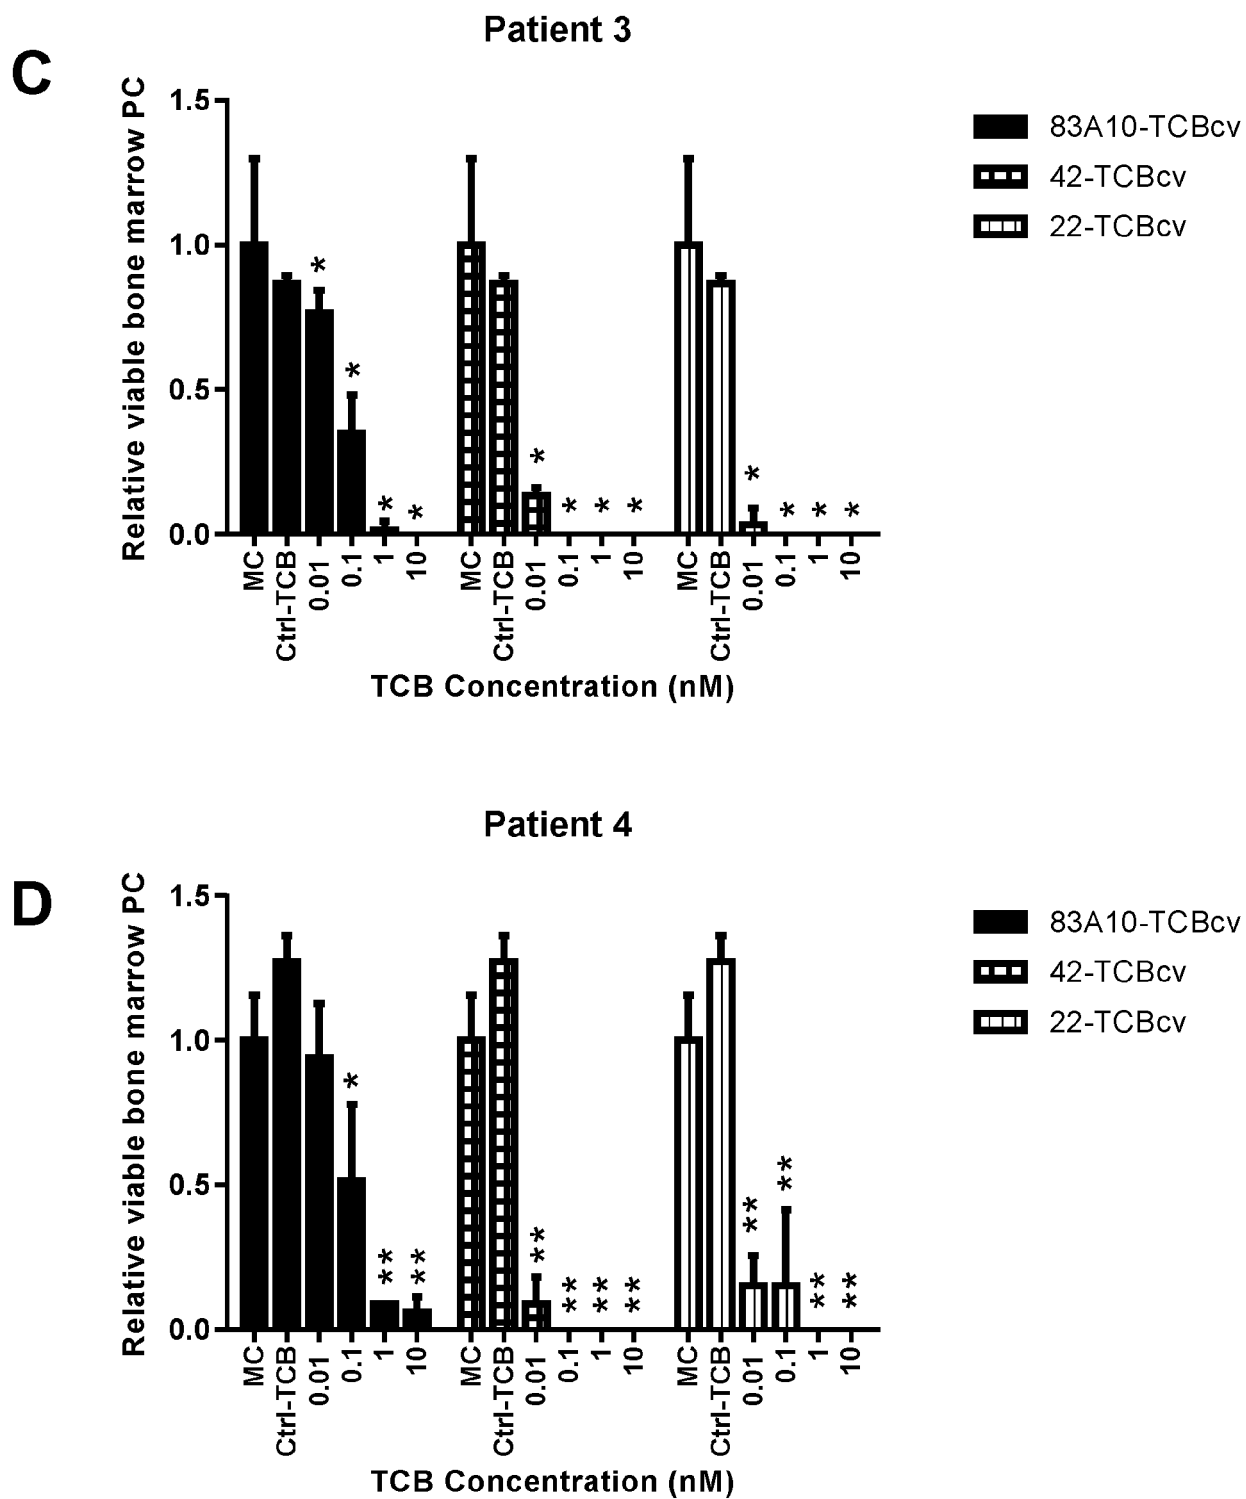 Patient 3
C
Relative viable bone marrow PC
1.5
1.0
0.5
0.0
* * * *
* * * *
* * * *
MC Ctrl-TCB 0.01 0.1 1 10
MC Ctrl-TCB 0.01 0.1 1 10
MC Ctrl-TCB 0.01 0.1 1 10
TCB Concentration (nM)
83A10-TCBcv
42-TCBcv
22-TCBcv
Patient 4
D
Relative viable bone marrow PC
1.5
1.0
0.5
0.0
* ** **
** ** ** **
** ** ** **
MC Ctrl-TCB 0.01 0.1 1 10
MC Ctrl-TCB 0.01 0.1 1 10
MC Ctrl-TCB 0.01 0.1 1 10
TCB Concentration (nM)
83A10-TCBcv
42-TCBcv
22-TCBcv